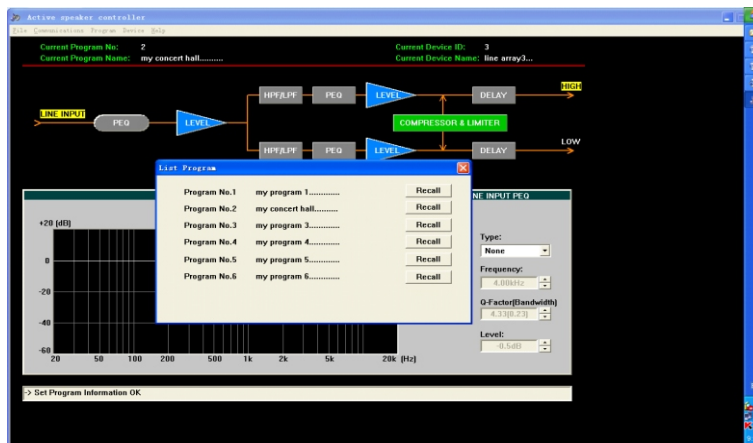 Active speaker controller
File Communications Program Device Help
Current Program No: 2
Current Device ID: 3
Current Program Name: my concert hall.........
Current Device Name: line array3...
HIGH
HPF/LPF PEQ LEVEL DELAY
LINE INPUT
PEQ LEVEL
COMPRESSOR & LIMITER
LOW
HPF/LPF PEQ LEVEL DELAY
List Program
Program No.1 my program 1............ Recall
Program No.2 my concert hall......... Recall
Program No.3 my program 3............ Recall
Program No.4 my program 4............ Recall
Program No.5 my program 5............ Recall
Program No.6 my program 6............ Recall
INPUT PEQ
+20 (dB)
0
-20
-40
-60
20 50 100 200 500 1k 2k 5k 20k (Hz)
Type:
None
Frequency:
4.00kHz
Q-Factor(Bandwidth)
4.33(0.23)
Level:
-0.5dB
-> Set Program Information OK